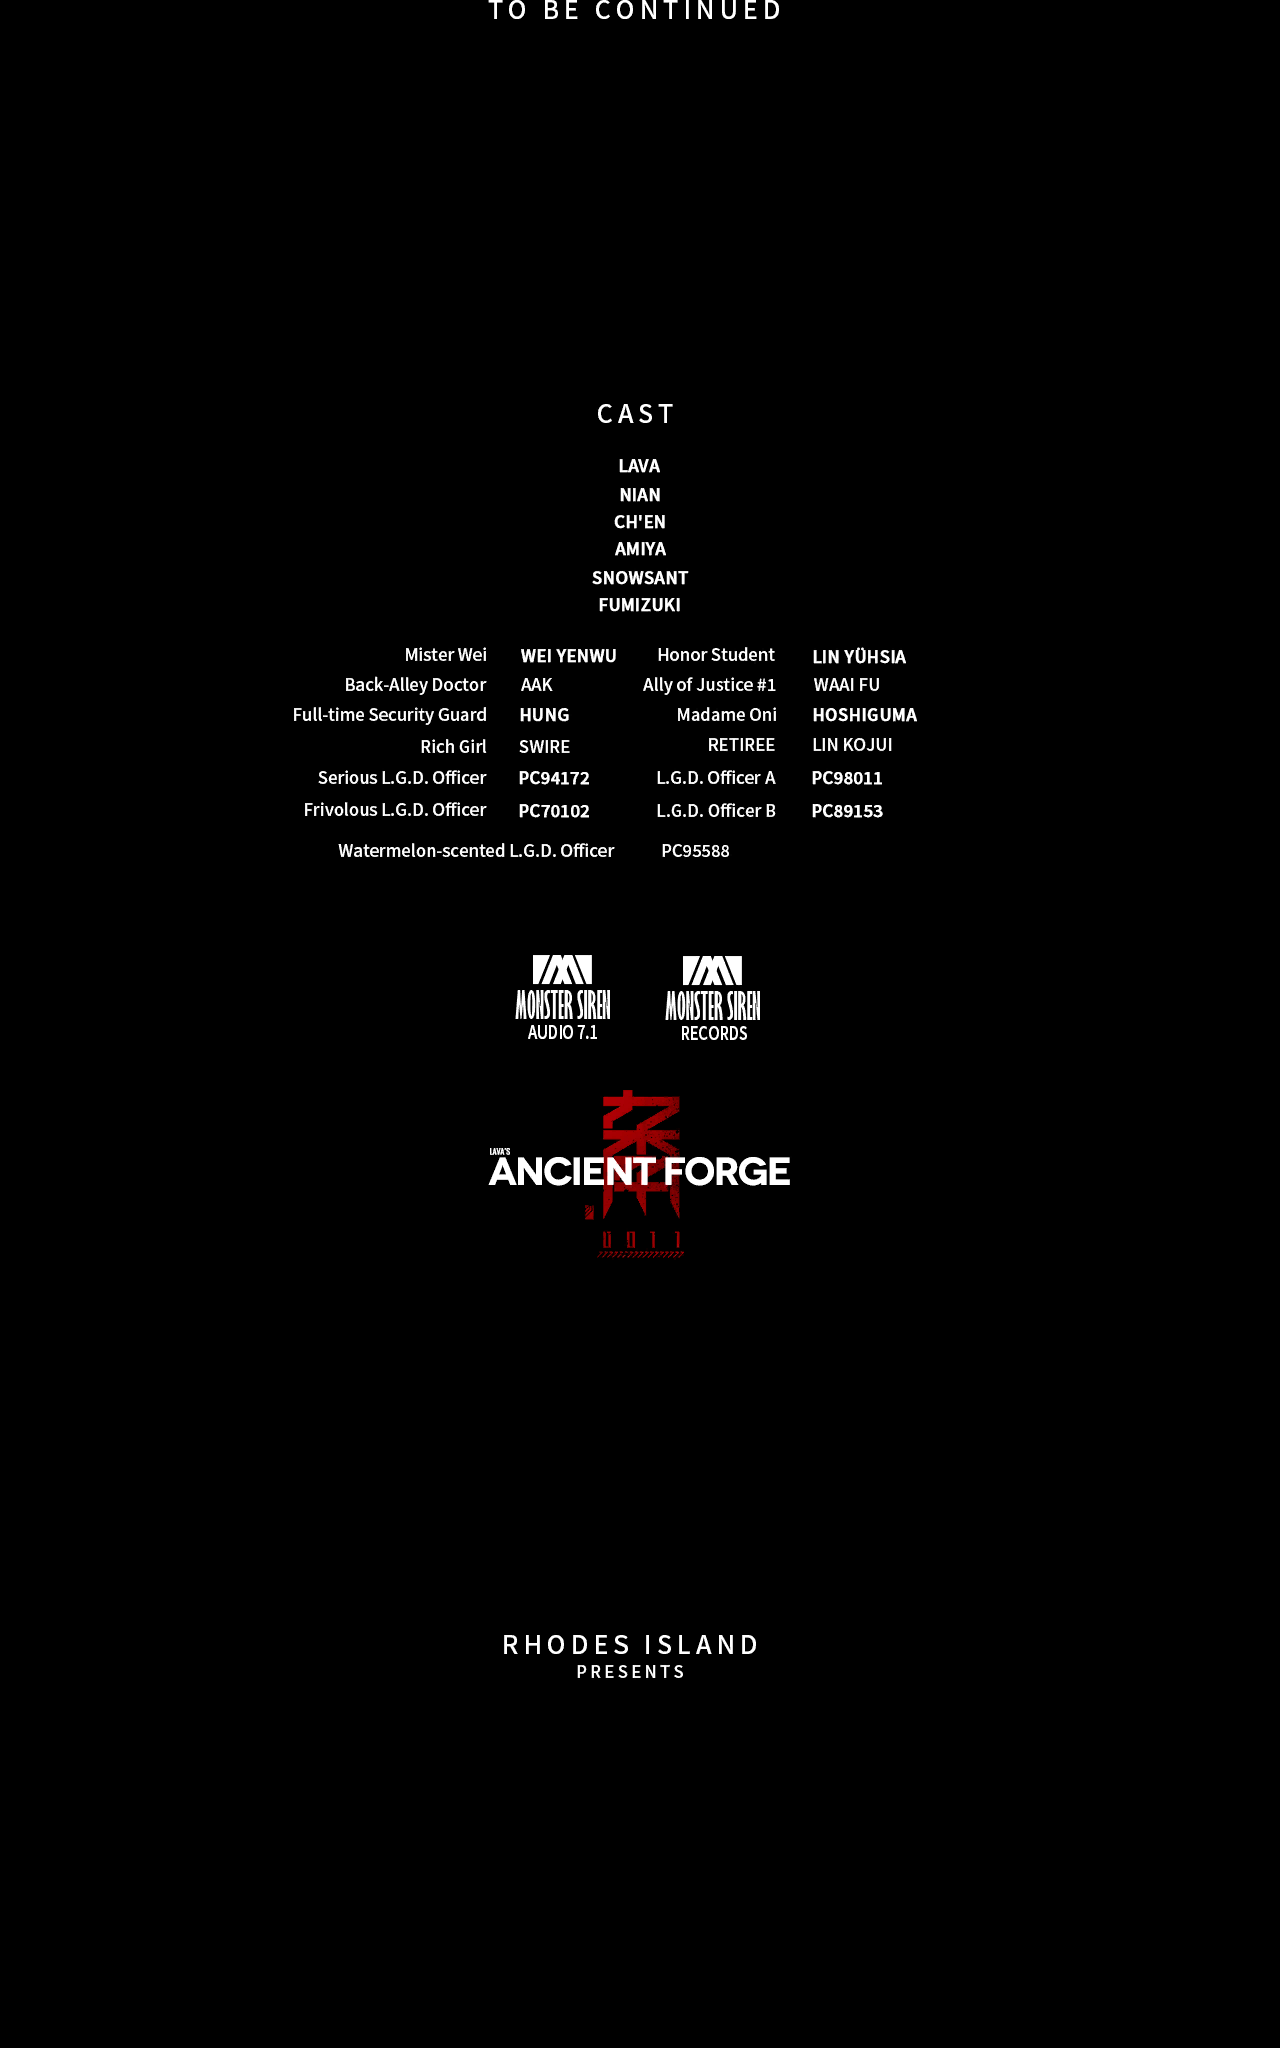 TO BE CONTINUED
CAST
LAVA
NIAN
CH'EN
AMIYA
SNOWSANT
FUMIZUKI
Mister Wei WEI YENWU Honor Student LIN YÜHSIA
Back-Alley Doctor AAK Ally of Justice #1 WAAI FU
Full-time Security Guard HUNG Madame Oni HOSHIGUMA
Rich Girl SWIRE RETIREE LIN KOJUI
Serious L.G.D. Officer PC94172 L.G.D. Officer A PC98011
Frivolous L.G.D. Officer PC70102 L.G.D. Officer B PC89153
Watermelon-scented L.G.D. Officer PC95588
MONSTER SIREN MONSTER SIREN
AUDIO 7.1 RECORDS
LAVA'S
ANCIENT FORGE
RHODES ISLAND
PRESENTS